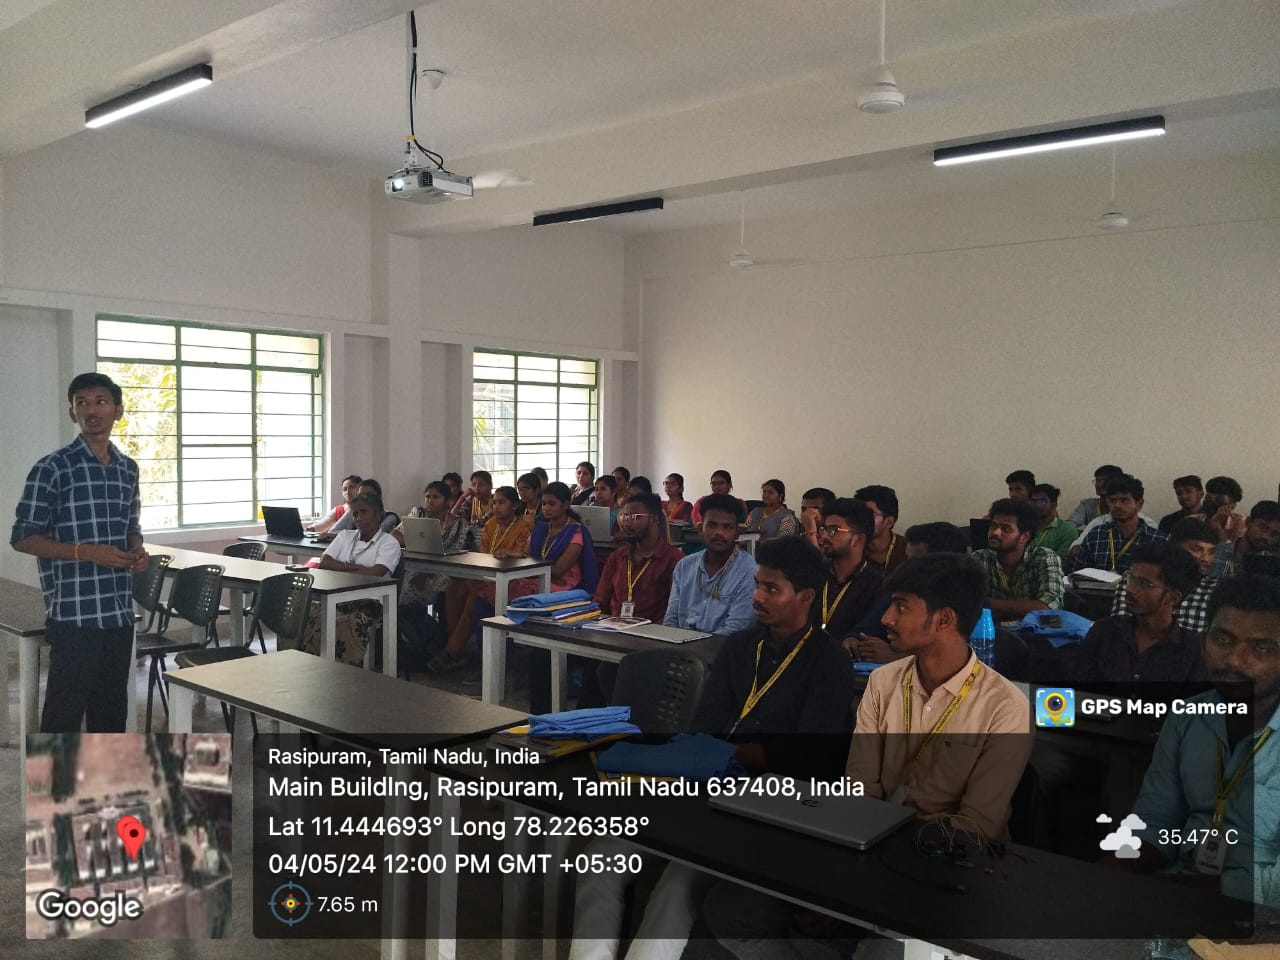 GPS Map Camera
Rasipuram, Tamil Nadu, India
Main Buildlng, Rasipuram, Tamil Nadu 637408, India
Lat 11.444693° Long 78.226358°
04/05/24 12:00 PM GMT +05:30
7.65 m
35.47° C
Google